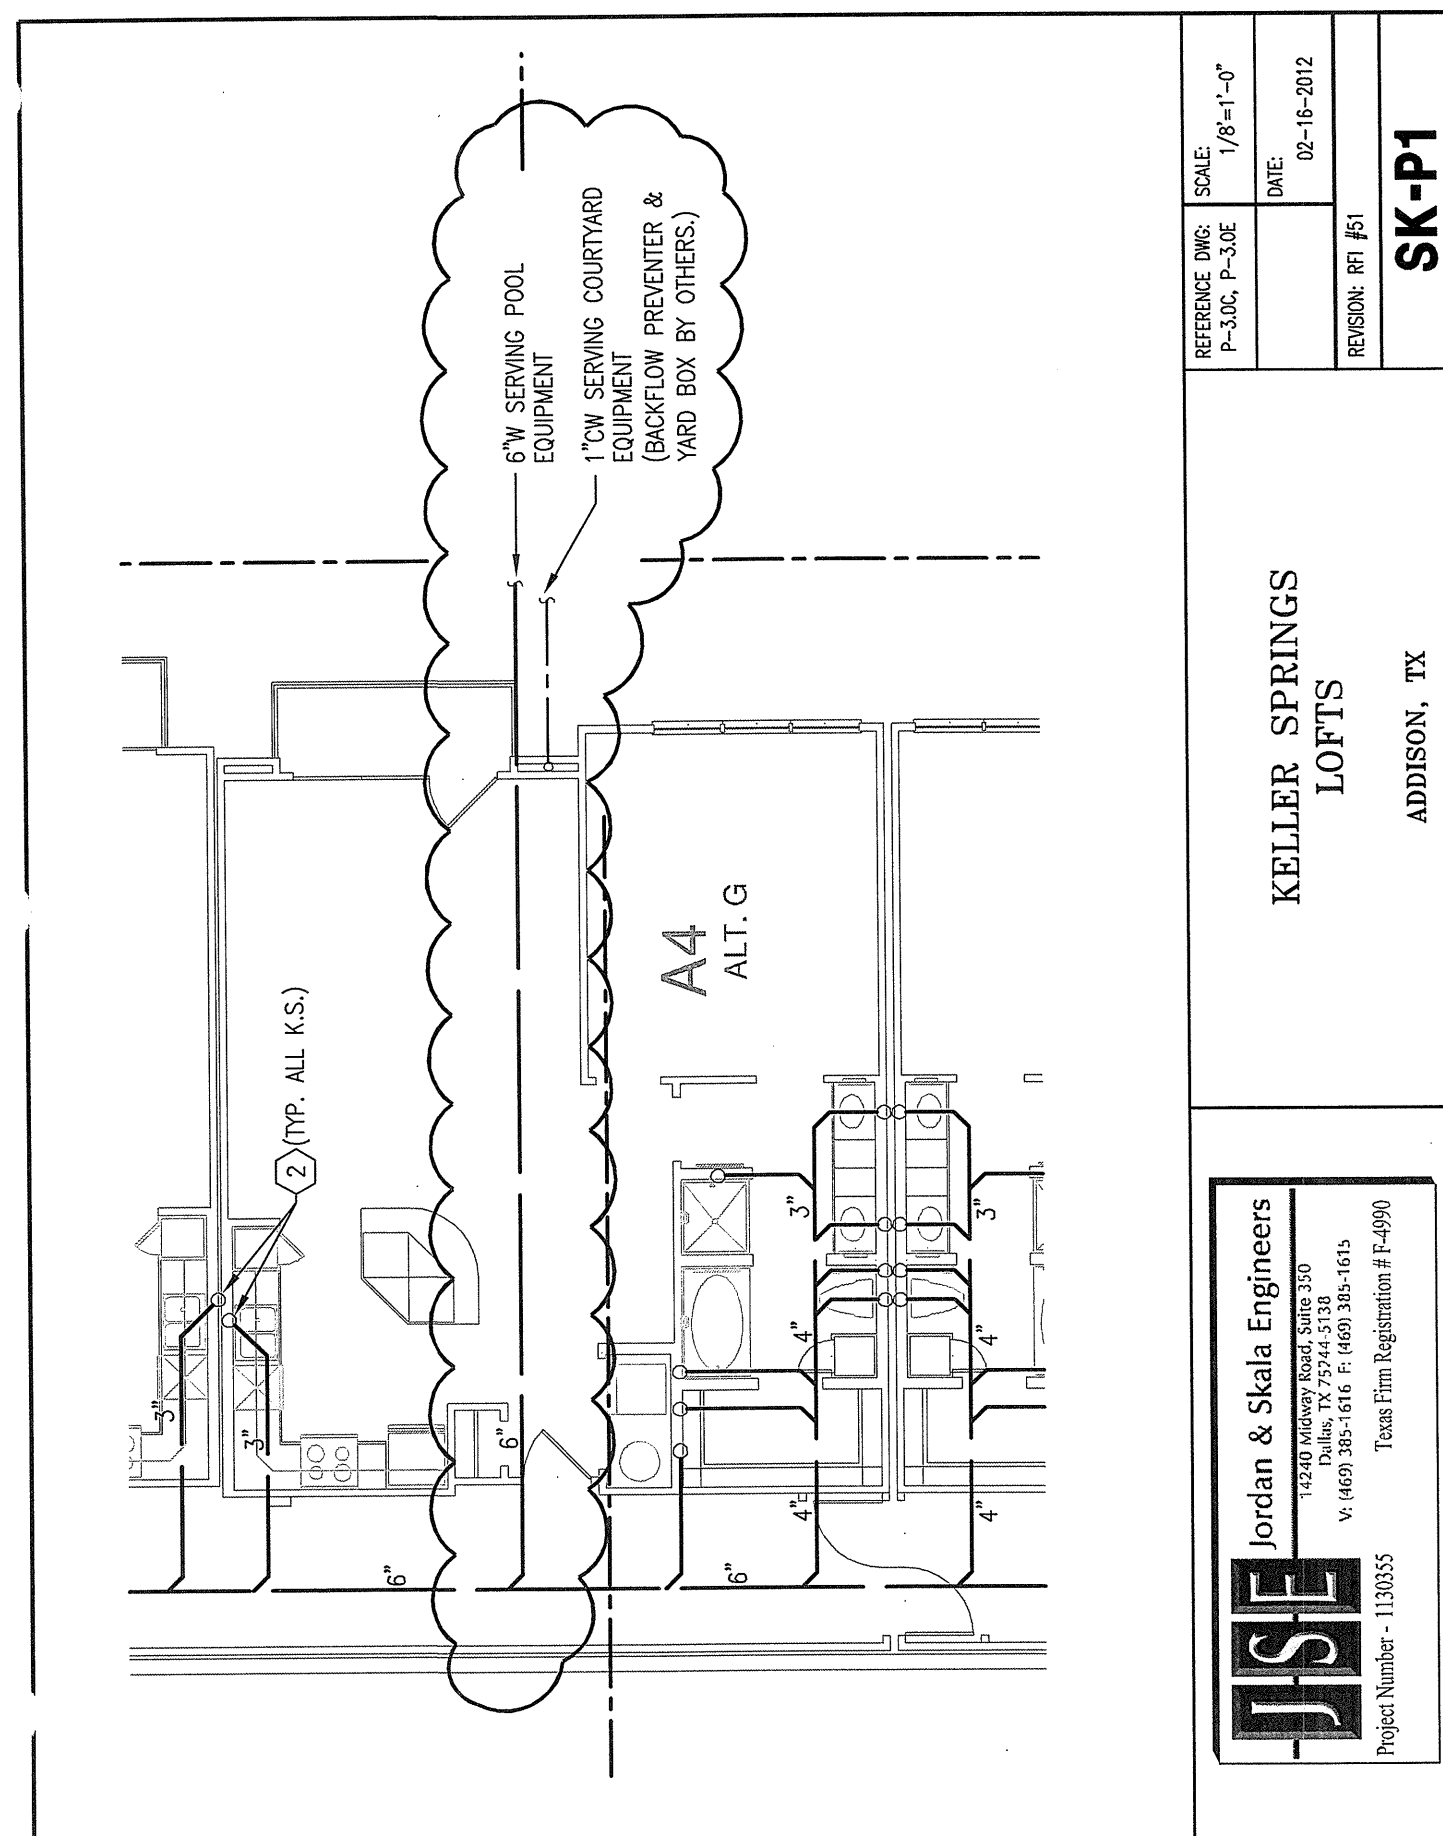 6"W SERVING POOL
EQUIPMENT
1"CW SERVING COURTYARD
EQUIPMENT
(BACKFLOW PREVENTER &
YARD BOX BY OTHERS.)
2
(TYP. ALL K.S.)
A4
ALT. G
3"
3"
6"
6"
6"
3"
3"
4"
4"
4"
4"
REFERENCE DWG:
P-3.0C, P-3.0E
SCALE:
1/8"=1'-0"
DATE:
02-16-2012
REVISION: RFI #51
SK-P1
KELLER SPRINGS
LOFTS
ADDISON, TX
JSE
Jordan & Skala Engineers
14240 Midway Road, Suite 350
Dallas, TX 75244-5138
V: (469) 385-1616 F: (469) 385-1615
Project Number - 1130355
Texas Firm Registration # F-4990